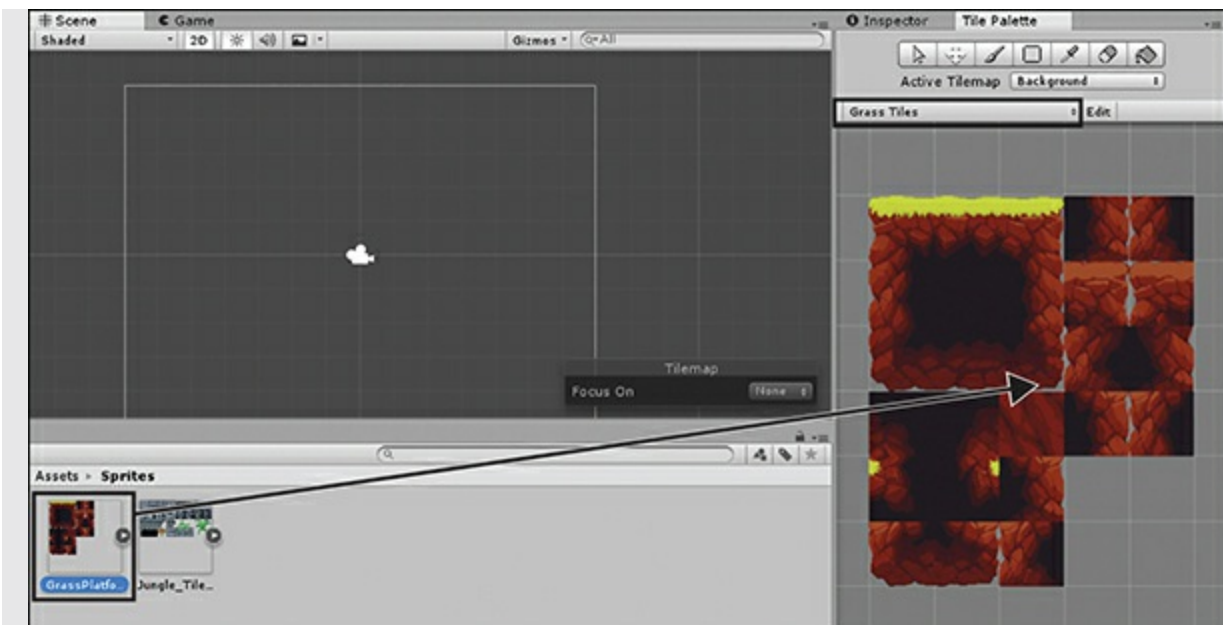 Scene
Game
Inspector
Tile Palette
Shaded
2D
Gizmos
All
Active Tilemap
Background
Grass Tiles
Edit
Tilemap
Focus On
None
Assets
Sprites
GrassPlatfo...
Jungle_Tile...